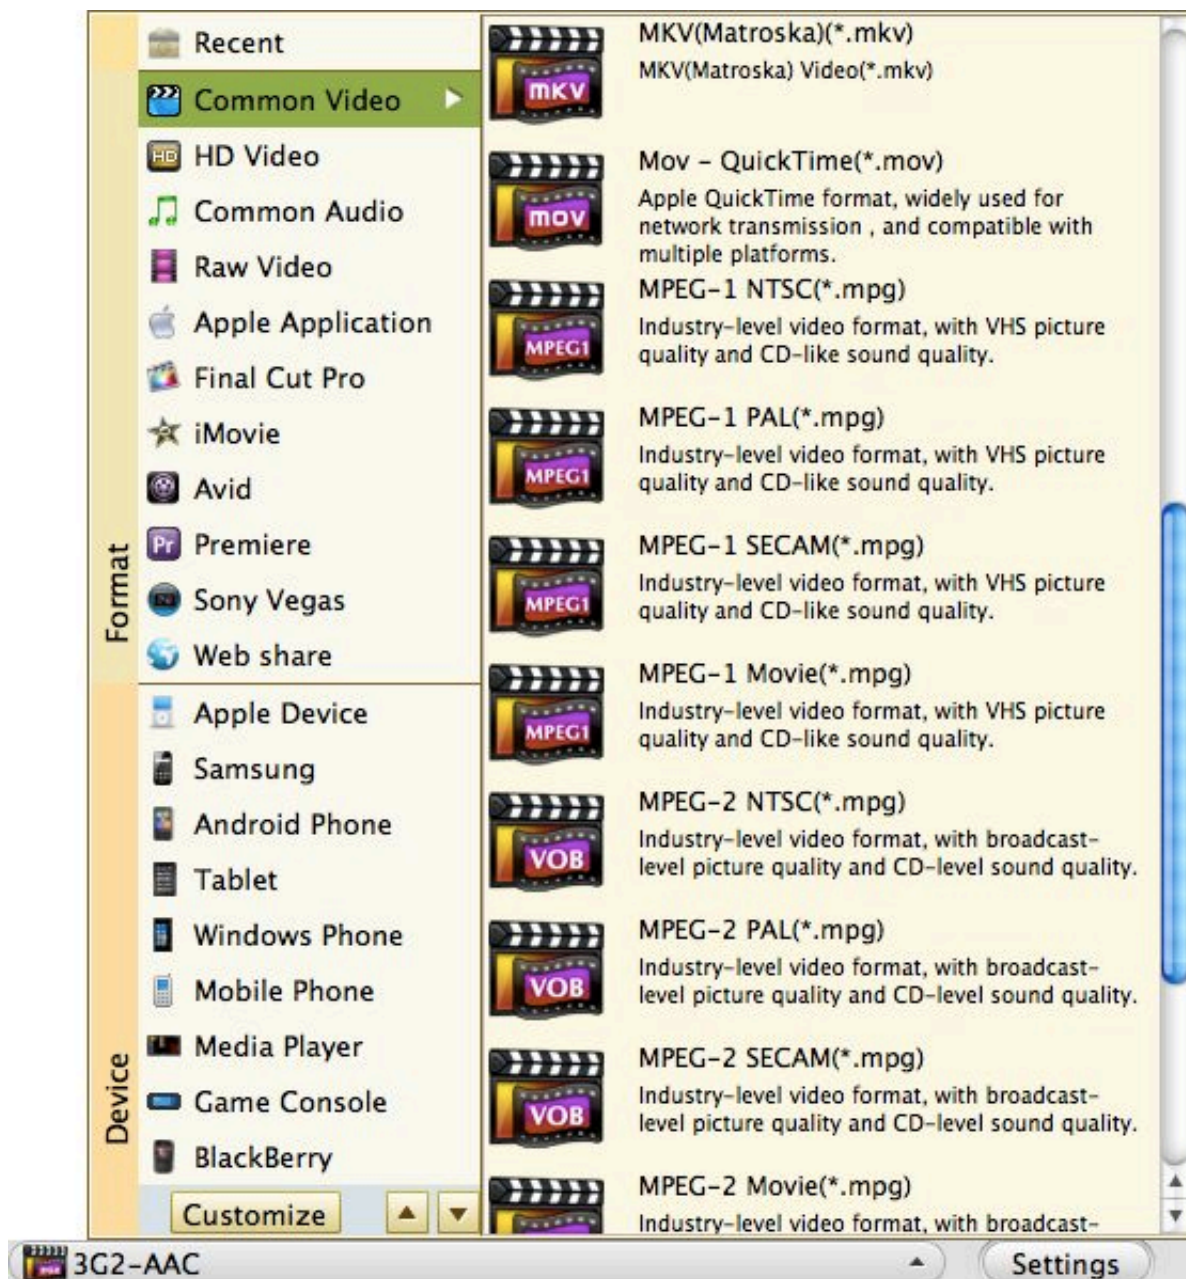 Recent
Common Video
HD Video
Common Audio
Raw Video
Apple Application
Final Cut Pro
iMovie
Avid
Premiere
Sony Vegas
Web share
Format
Apple Device
Samsung
Android Phone
Tablet
Windows Phone
Mobile Phone
Media Player
Game Console
BlackBerry
Device
Customize
HD
Pr
mkv
MKV(Matroska)(*.mkv)
MKV(Matroska) Video(*.mkv)
mov
Mov - QuickTime(*.mov)
Apple QuickTime format, widely used for
network transmission , and compatible with
multiple platforms.
MPEG1
MPEG-1 NTSC(*.mpg)
Industry-level video format, with VHS picture
quality and CD-like sound quality.
MPEG1
MPEG-1 PAL(*.mpg)
Industry-level video format, with VHS picture
quality and CD-like sound quality.
MPEG1
MPEG-1 SECAM(*.mpg)
Industry-level video format, with VHS picture
quality and CD-like sound quality.
MPEG1
MPEG-1 Movie(*.mpg)
Industry-level video format, with VHS picture
quality and CD-like sound quality.
VOB
MPEG-2 NTSC(*.mpg)
Industry-level video format, with broadcast-
level picture quality and CD-level sound quality.
VOB
MPEG-2 PAL(*.mpg)
Industry-level video format, with broadcast-
level picture quality and CD-level sound quality.
VOB
MPEG-2 SECAM(*.mpg)
Industry-level video format, with broadcast-
level picture quality and CD-level sound quality.
MPEG-2 Movie(*.mpg)
Industry-level video format, with broadcast-
3G2-AAC
Settings